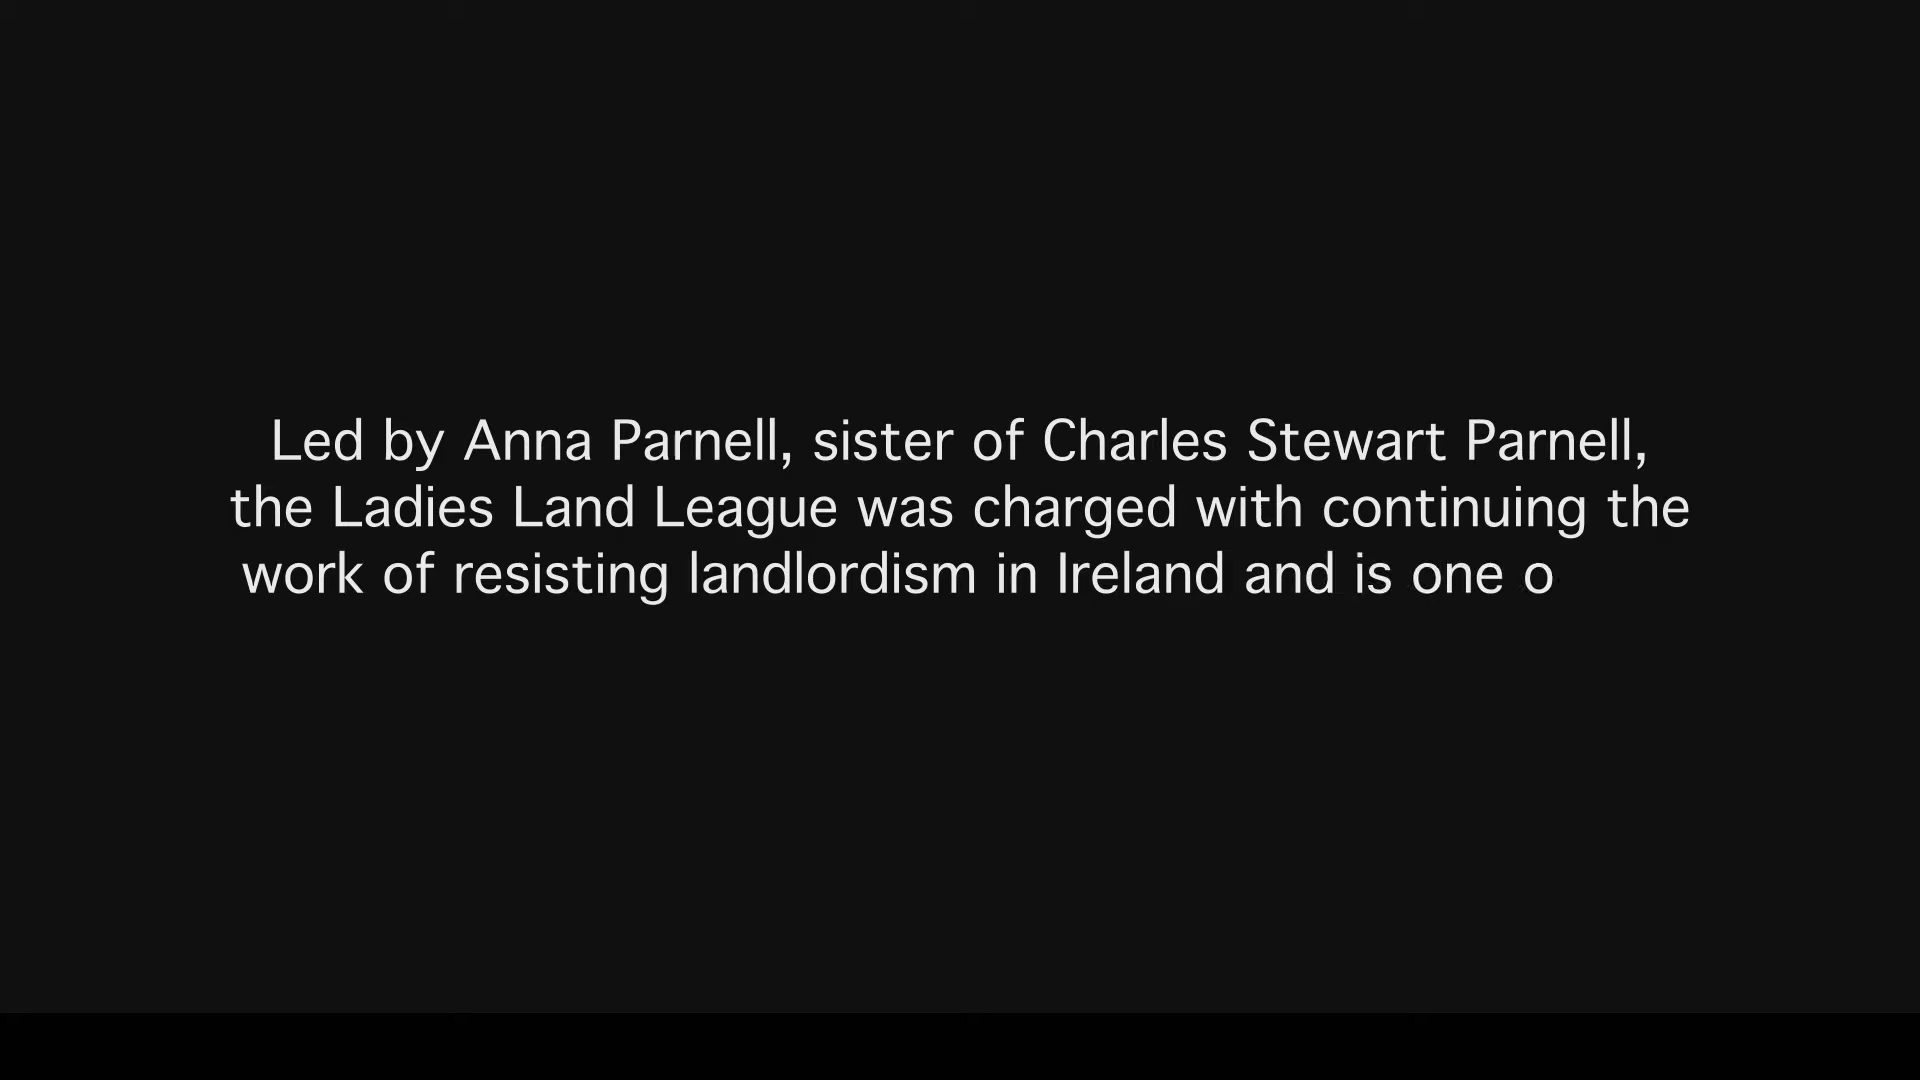 Led by Anna Parnell, sister of Charles Stewart Parnell,
the Ladies Land League was charged with continuing the
work of resisting landlordism in Ireland and is one o